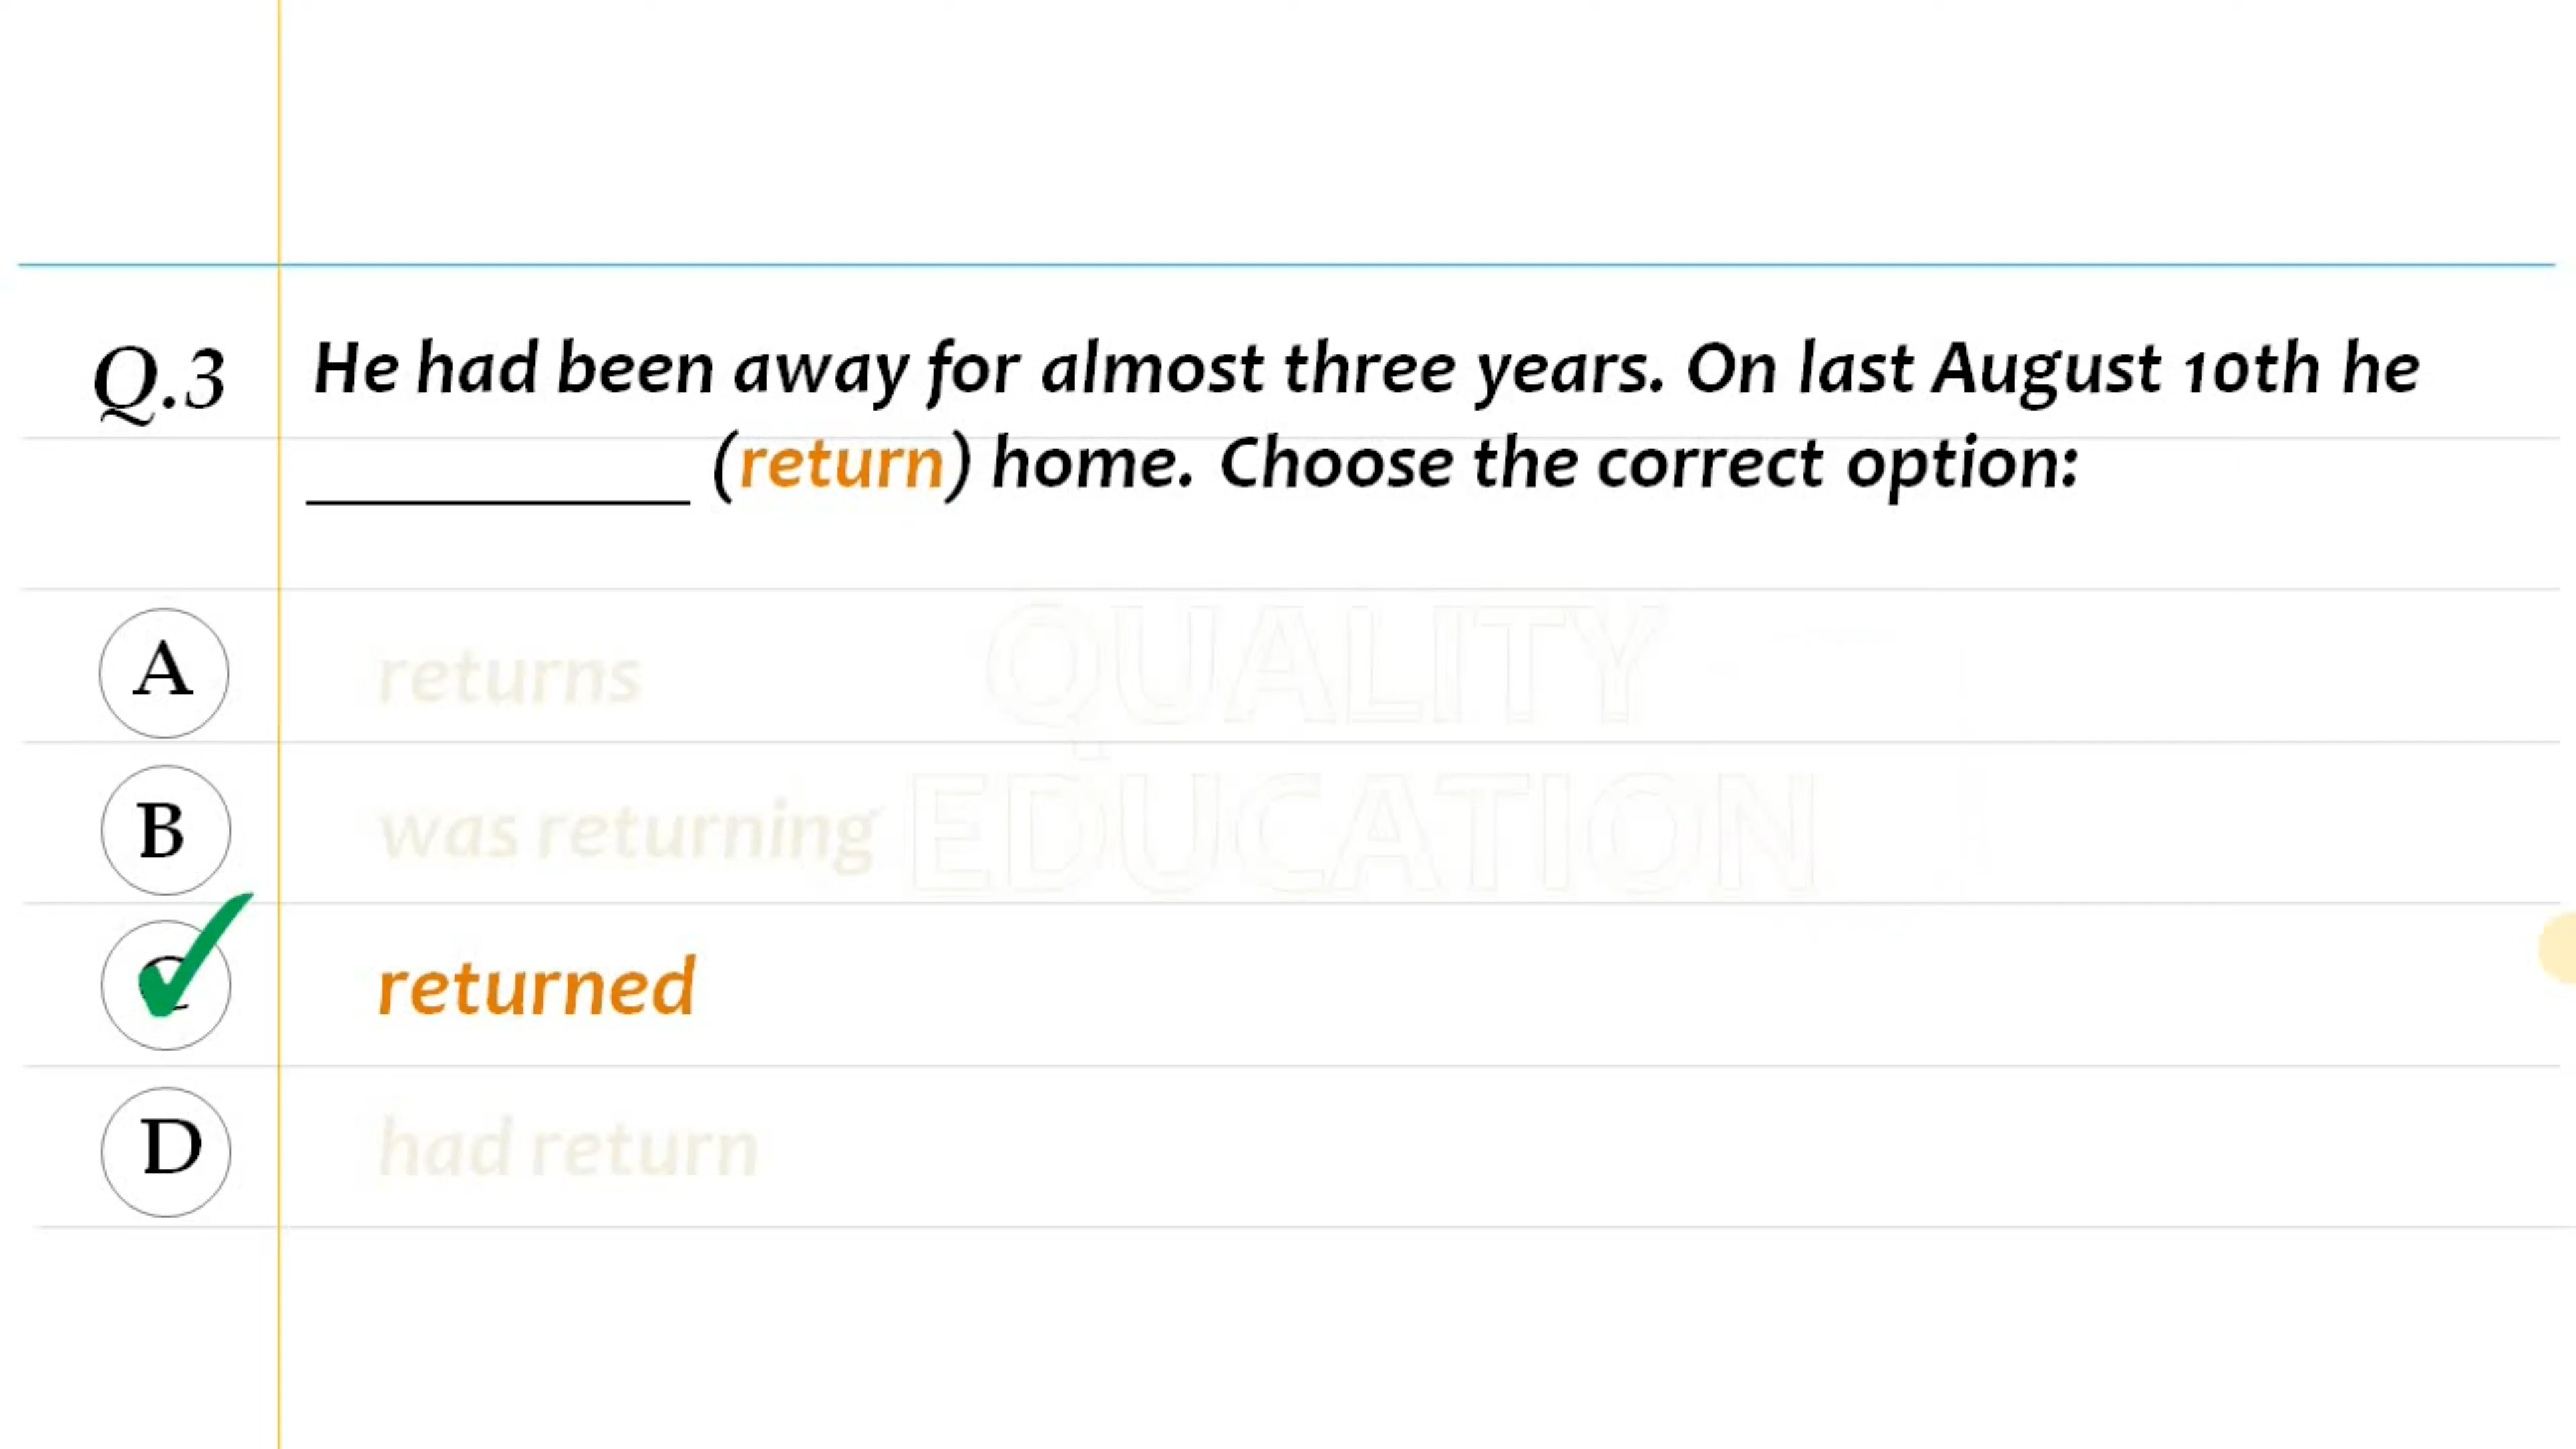 Q.3 He had been away for almost three years. On last August 10th he
__________ (return) home. Choose the correct option:
A returns
QUALITY
B was returning
EDUCATION
C returned
D had return